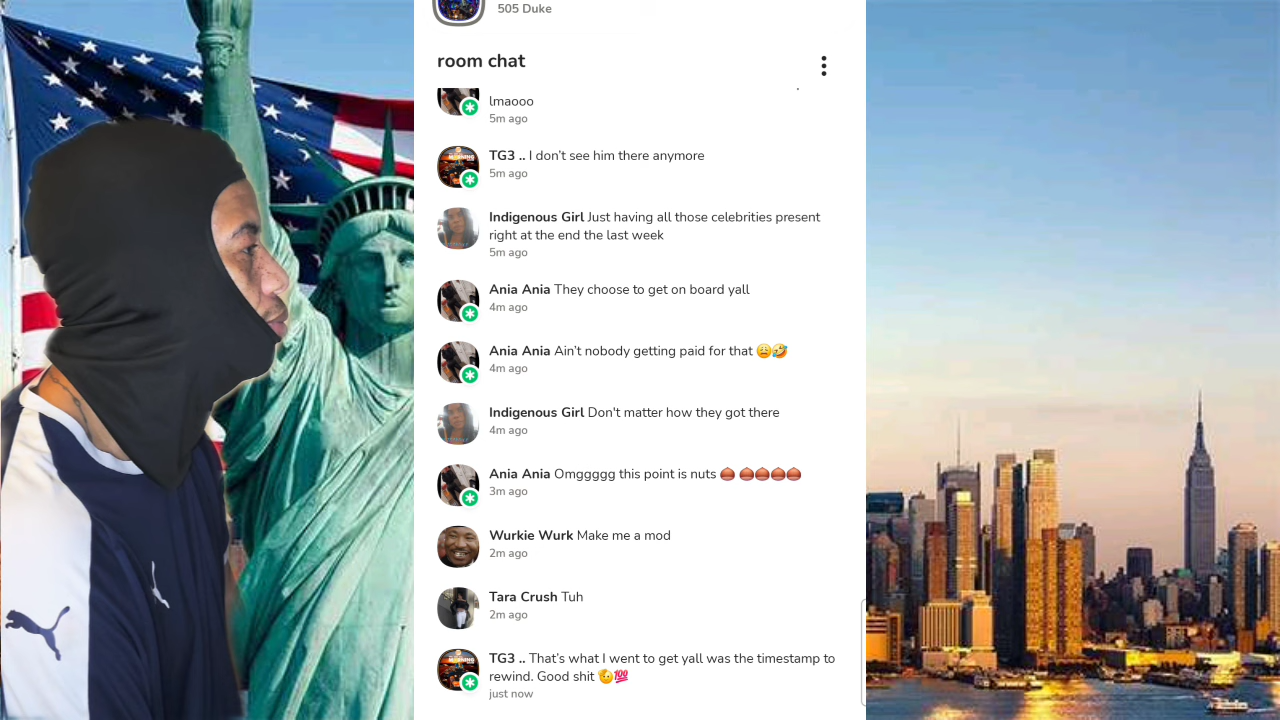 505 Duke
room chat
lmaooo
5m ago
TG3 .. I don't see him there anymore
5m ago
Indigenous Girl Just having all those celebrities present
right at the end the last week
5m ago
Ania Ania They choose to get on board yall
4m ago
Ania Ania Ain't nobody getting paid for that 😩🤣
4m ago
Indigenous Girl Don't matter how they got there
4m ago
Ania Ania Omggggg this point is nuts 🌰 🌰🌰🌰🌰
3m ago
Wurkie Wurk Make me a mod
2m ago
Tara Crush Tuh
2m ago
TG3 .. That's what I went to get yall was the timestamp to
rewind. Good shit 🫡💯
just now